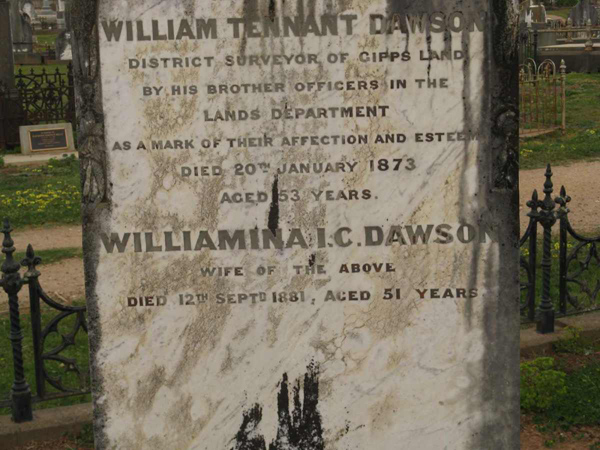 WILLIAM TENNANT DAWSON
DISTRICT SURVEYOR OF GIPPS LAND
BY HIS BROTHER OFFICERS IN THE
LANDS DEPARTMENT
AS A MARK OF THEIR AFFECTION AND ESTEEM
DIED 20TH JANUARY 1873
AGED 53 YEARS.
WILLIAMINA I.C. DAWSON
WIFE OF THE ABOVE
DIED 12TH SEPTR 1881, AGED 51 YEARS